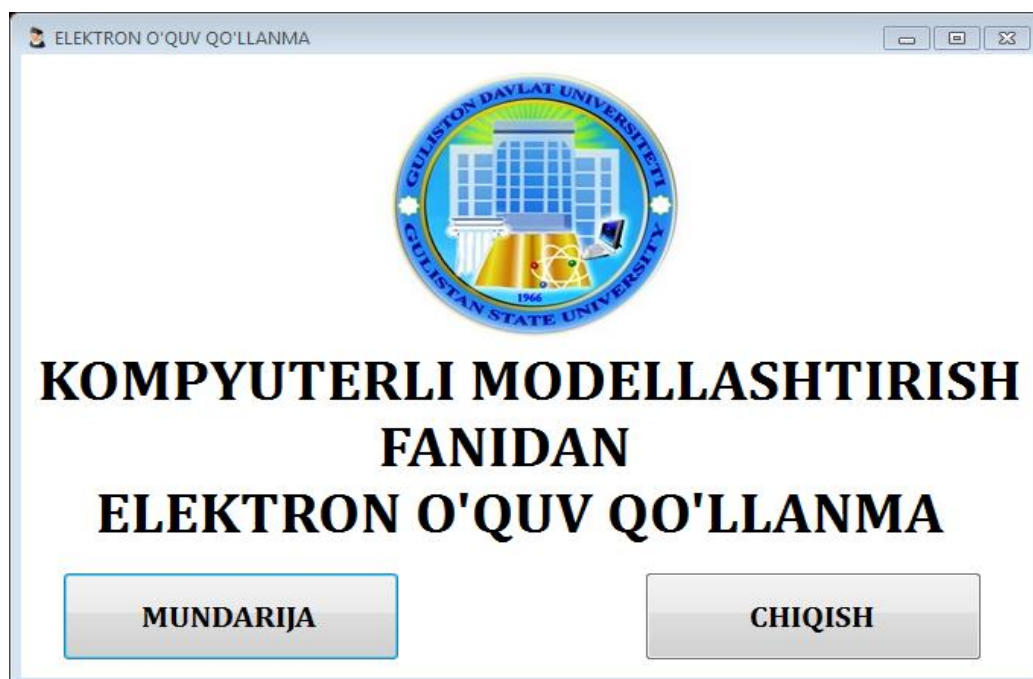 ELEKTRON O'QUV QO'LLANMA
GULISTON DAVLAT UNIVERSITETI
1966
GULISTAN STATE UNIVERSITY
KOMPYUTERLI MODELLASHTIRISH
FANIDAN
ELEKTRON O'QUV QO'LLANMA
MUNDARIJA
CHIQISH